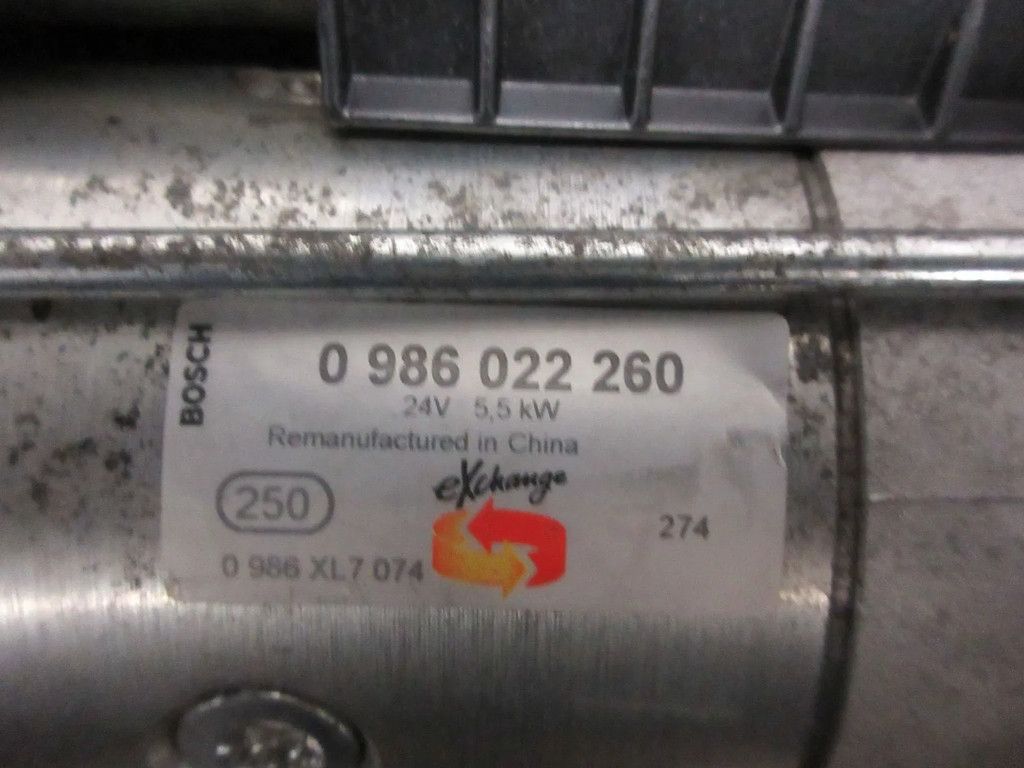 BOSCH
0 986 022 260
24V 5,5 kW
Remanufactured in China
eXchange
250
274
0 986 XL7 074